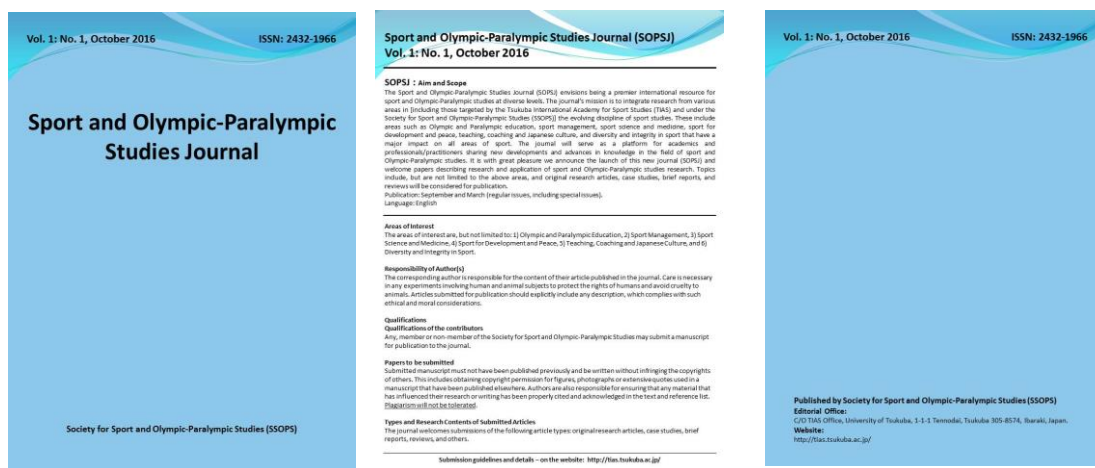 Vol. 1: No. 1, October 2016 ISSN: 2432-1966
Sport and Olympic-Paralympic
Studies Journal
Society for Sport and Olympic-Paralympic Studies (SSOPS)
Sport and Olympic-Paralympic Studies Journal (SOPSJ)
Vol. 1: No. 1, October 2016
SOPSJ : Aim and Scope
The Sport and Olympic-Paralympic Studies Journal (SOPSJ) envisions being a premier international resource for
sport and Olympic-Paralympic studies at diverse levels. The journal's mission is to integrate research from various
areas in [including those targeted by the Tsukuba International Academy for Sport Studies (TIAS) and under the
Society for Sport and Olympic-Paralympic Studies (SSOPS)] the evolving discipline of sport studies. These include
areas such as Olympic and Paralympic education, sport management, sport science and medicine, sport for
development and peace, teaching, coaching and Japanese culture, and diversity and integrity in sport that have a
major impact on all areas of sport. The journal will serve as a platform for academics and
professionals/practitioners sharing new developments and advances in knowledge in the field of sport and
Olympic-Paralympic studies. It is with great pleasure we announce the launch of this new journal (SOPSJ) and
welcome papers describing research and application of sport and Olympic-Paralympic studies research. Topics
include, but are not limited to the above areas, and original research articles, case studies, brief reports, and
reviews will be considered for publication.
Publication: September and March (regular issues, including special issues).
Language: English
Areas of Interest
The areas of interest are, but not limited to: 1) Olympic and Paralympic Education, 2) Sport Management, 3) Sport
Science and Medicine, 4) Sport for Development and Peace, 5) Teaching, Coaching and Japanese Culture, and 6)
Diversity and Integrity in Sport.
Responsibility of Author(s)
The corresponding author is responsible for the content of their article published in the journal. Care is necessary
in any experiments involving human and animal subjects to protect the rights of humans and avoid cruelty to
animals. Articles submitted for publication should explicitly include any description, which complies with such
ethical and moral considerations.
Qualifications
Qualifications of the contributors
Any, member or non-member of the Society for Sport and Olympic-Paralympic Studies may submit a manuscript
for publication to the journal.
Papers to be submitted
Submitted manuscript must not have been published previously and be written without infringing the copyrights
of others. This includes obtaining copyright permission for figures, photographs or extensive quotes used in a
manuscript that have been published elsewhere. Authors are also responsible for ensuring that any material that
has influenced their research or writing has been properly cited and acknowledged in the text and reference list.
Plagiarism will not be tolerated.
Types and Research Contents of Submitted Articles
The journal welcomes submissions of the following article types: original research articles, case studies, brief
reports, reviews, and others.
Submission guidelines and details – on the website: http://tias.tsukuba.ac.jp/
Vol. 1: No. 1, October 2016 ISSN: 2432-1966
Published by Society for Sport and Olympic-Paralympic Studies (SSOPS)
Editorial Office:
C/O TIAS Office, University of Tsukuba, 1-1-1 Tennodai, Tsukuba 305-8574, Ibaraki, Japan.
Website:
http://tias.tsukuba.ac.jp/